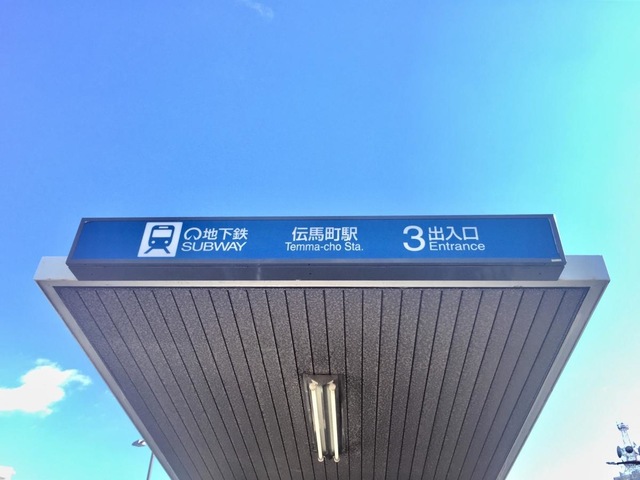 地下鉄
SUBWAY
伝馬町駅
Temma-cho Sta.
3 出入口
Entrance